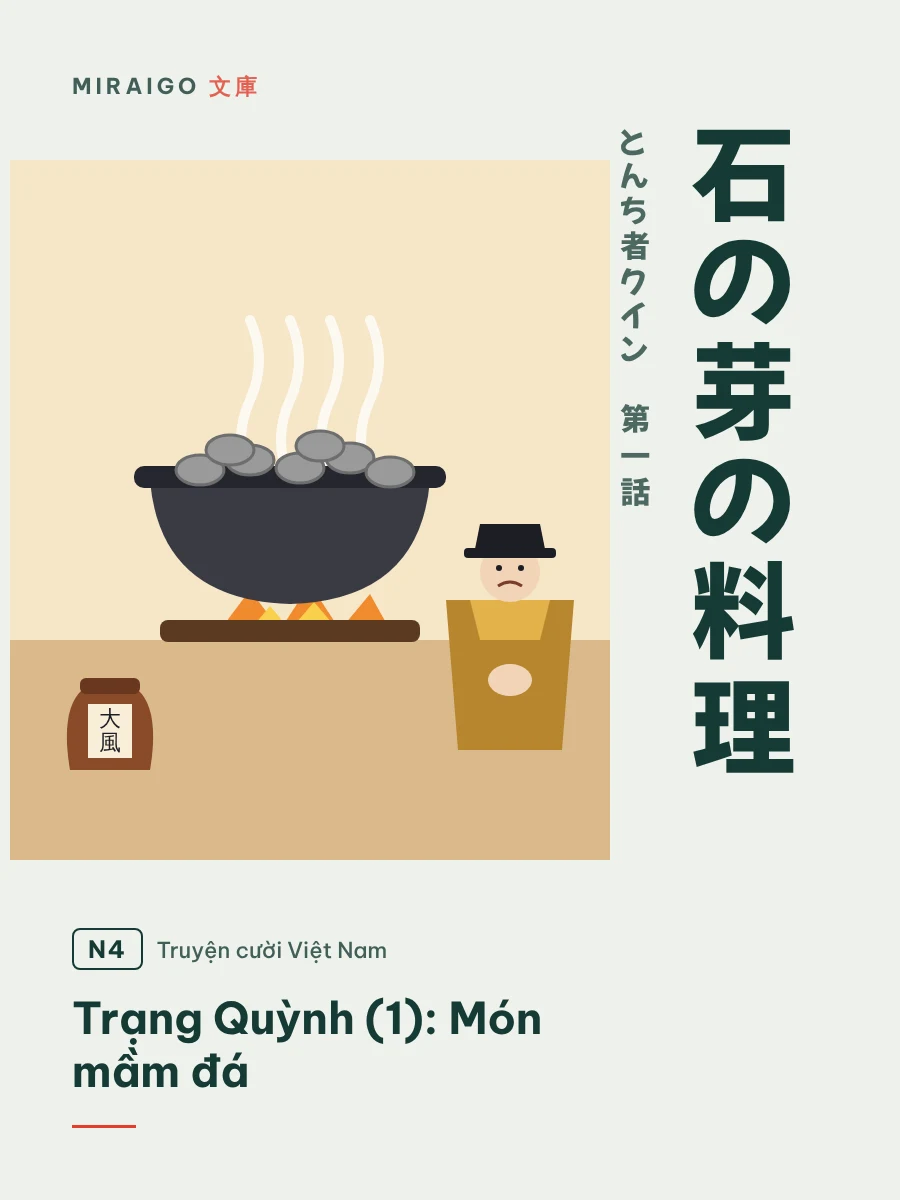 MIRAIGO 文庫
石の芽の料理
とんち者クイン 第一話
大風
N4 Truyện cười Việt Nam
Trạng Quỳnh (1): Món
mầm đá